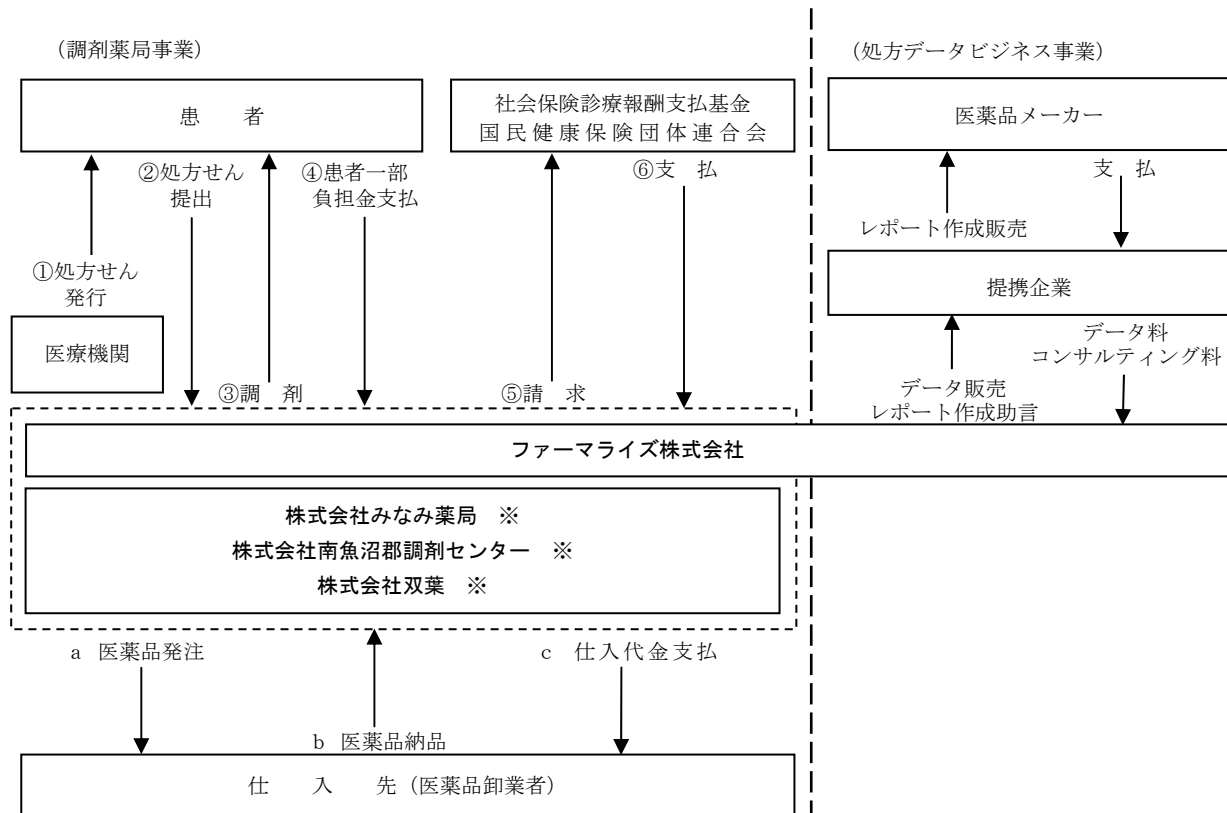 （調剤薬局事業）
（処方データビジネス事業）
患　　者
社会保険診療報酬支払基金
国民健康保険団体連合会
医薬品メーカー
②処方せん
提出
④患者一部
負担金支払
⑥支　払
支　払
レポート作成販売
①処方せん
発行
提携企業
医療機関
データ料
コンサルティング料
③調　剤
⑤請　求
データ販売
レポート作成助言
ファーマライズ株式会社
株式会社みなみ薬局　※
株式会社南魚沼郡調剤センター　※
株式会社双葉　※
a　医薬品発注
c　仕入代金支払
b　医薬品納品
仕　　入　　先（医薬品卸業者）